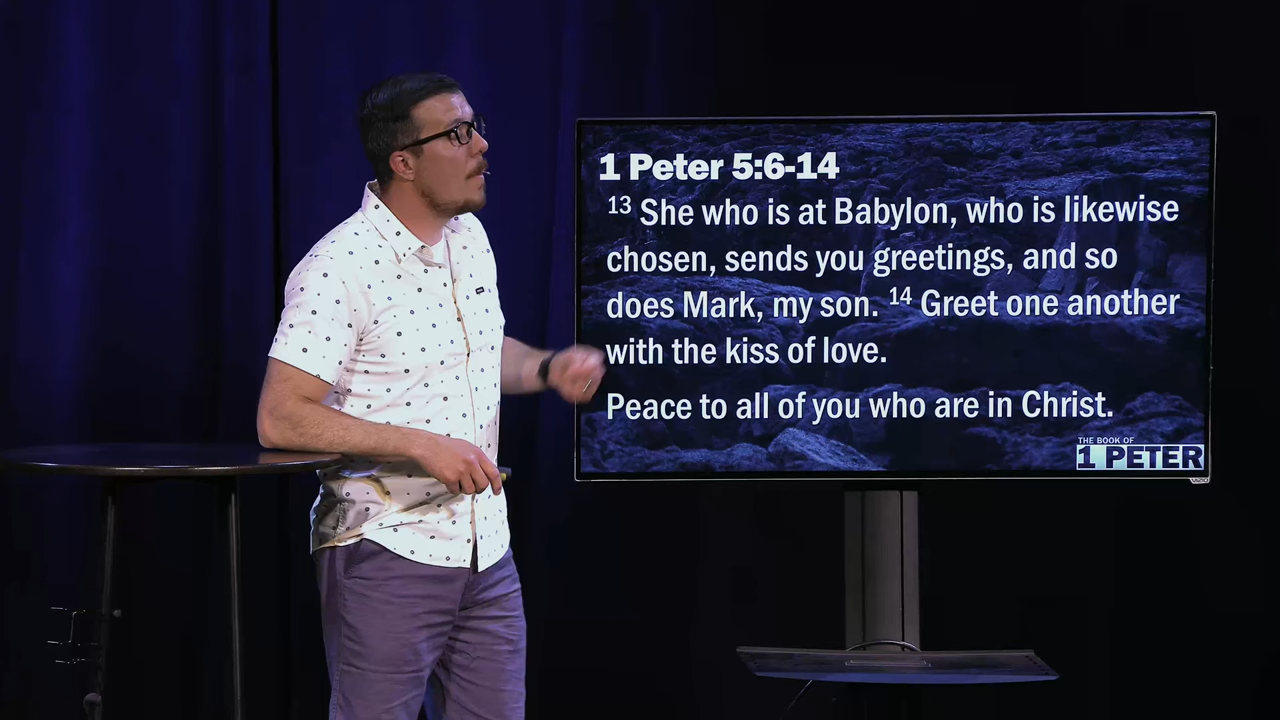 1 Peter 5:6-14
13 She who is at Babylon, who is likewise
chosen, sends you greetings, and so
does Mark, my son. 14 Greet one another
with the kiss of love.
Peace to all of you who are in Christ.
THE BOOK OF
1 PETER
VIZIO